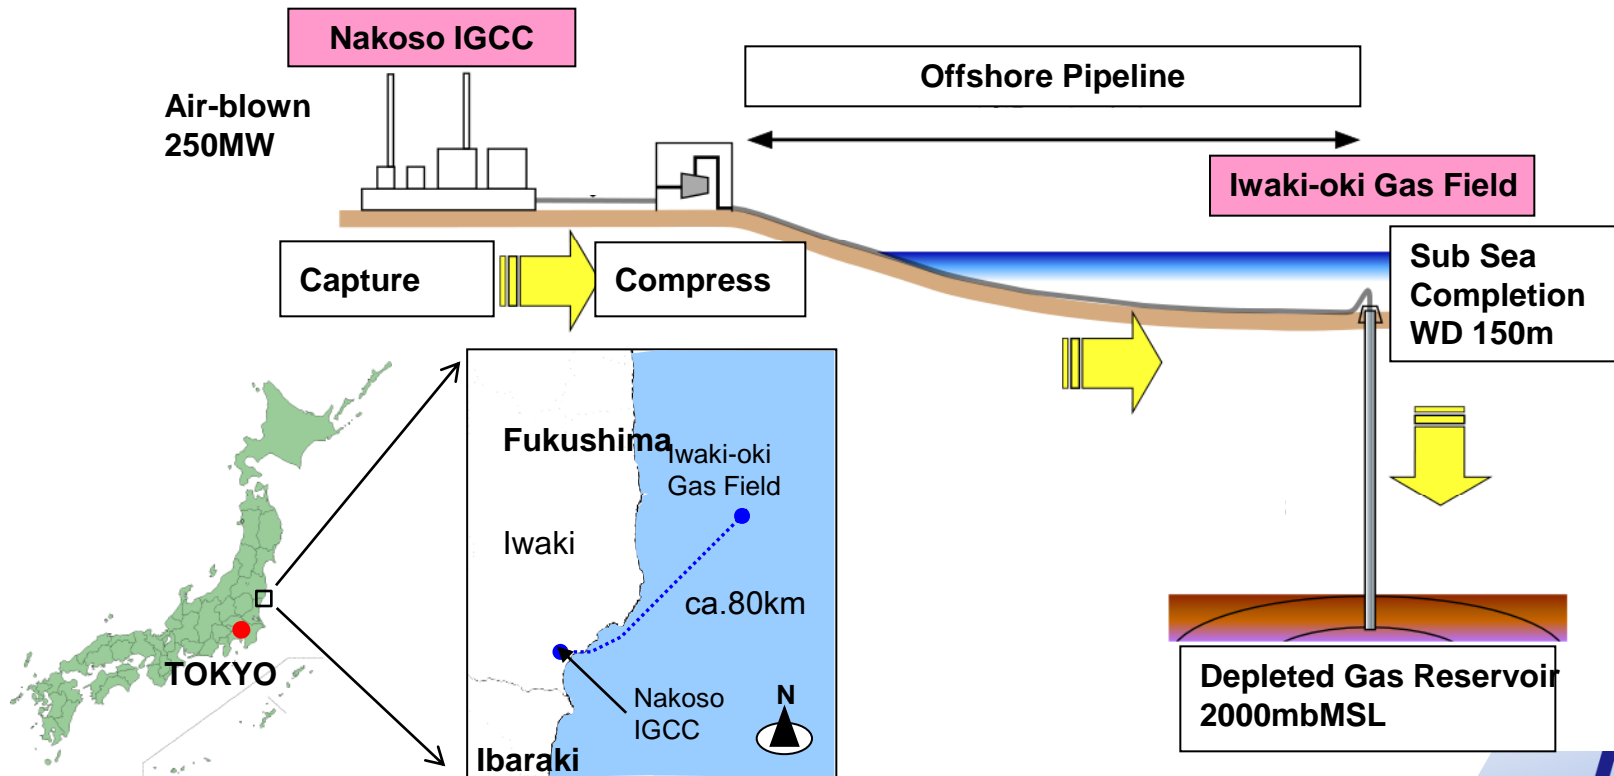 Nakoso IGCC
Offshore Pipeline
Air-blown
250MW
Iwaki-oki Gas Field
Capture
Compress
Sub Sea
Completion
WD 150m
Fukushima
Iwaki-oki
Gas Field
Iwaki
ca.80km
TOKYO
Nakoso
IGCC
N
Ibaraki
Depleted Gas Reservoir
2000mbMSL